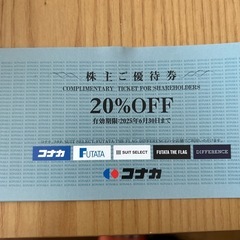 株主ご優待券
COMPLIMENTARY TICKET FOR SHAREHOLDERS
20%OFF
有効期限:2025年6月30日まで
コナカ FUTATA SUIT SELECT FUTATA THE FLAG DIFFERENCE
コナカ